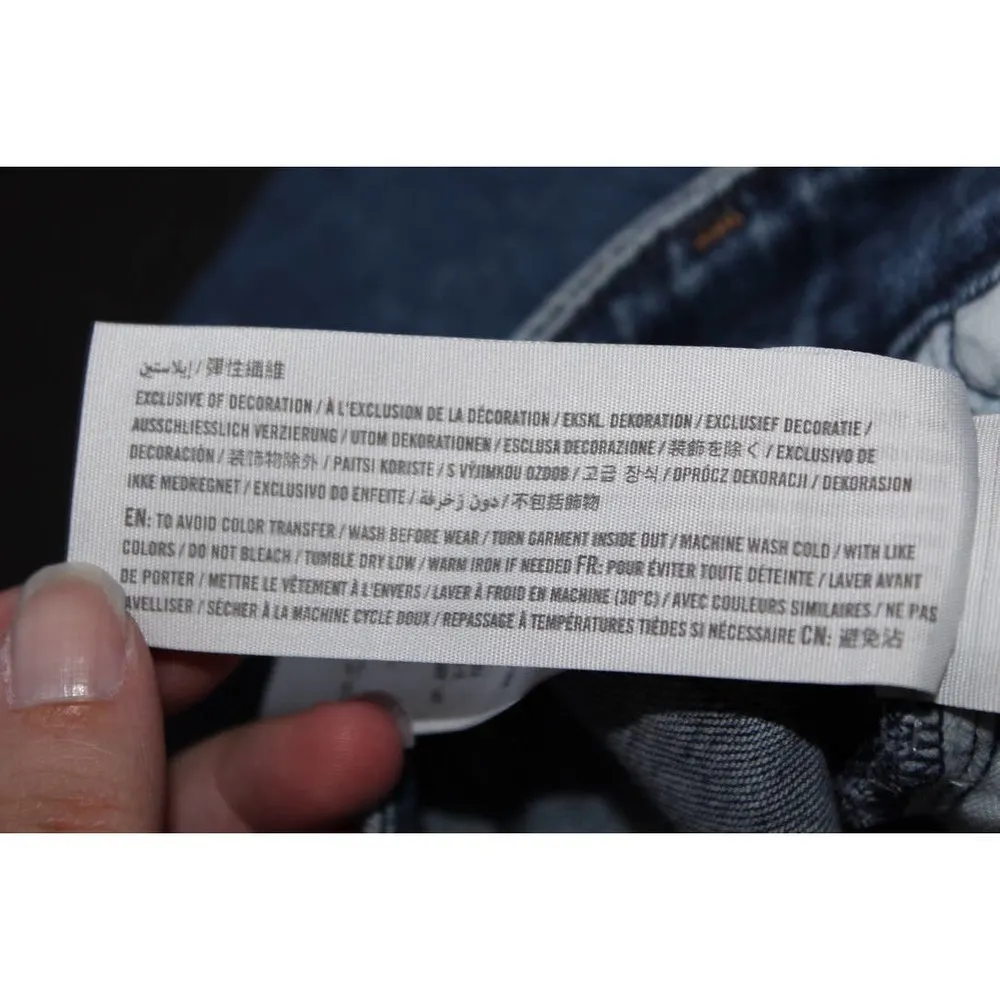 إيلاستين / 彈性纖維
EXCLUSIVE OF DECORATION / À L'EXCLUSION DE LA DÉCORATION / EKSKL. DEKORATION / EXCLUSIEF DECORATIE /
AUSSCHLIESSLICH VERZIERUNG / UTOM DEKORATIONEN / ESCLUSA DECORAZIONE / 装飾を除く / EXCLUSIVO DE
DECORACIÓN / 装饰物除外 / PAITSI KORISTE / S VÝJIMKOU OZDOB / 고급 장식 / OPRÓCZ DEKORACJI / DEKORASJON
IKKE MEDREGNET / EXCLUSIVO DO ENFEITE / دون زخرفة / 不包括飾物
EN: TO AVOID COLOR TRANSFER / WASH BEFORE WEAR / TURN GARMENT INSIDE OUT / MACHINE WASH COLD / WITH LIKE
COLORS / DO NOT BLEACH / TUMBLE DRY LOW / WARM IRON IF NEEDED FR: POUR ÉVITER TOUTE DÉTEINTE / LAVER AVANT
DE PORTER / METTRE LE VÊTEMENT À L'ENVERS / LAVER À FROID EN MACHINE (30°C) / AVEC COULEURS SIMILAIRES / NE PAS
JAVELLISER / SÉCHER À LA MACHINE CYCLE DOUX / REPASSAGE À TEMPÉRATURES TIÈDES SI NÉCESSAIRE CN: 避免沾